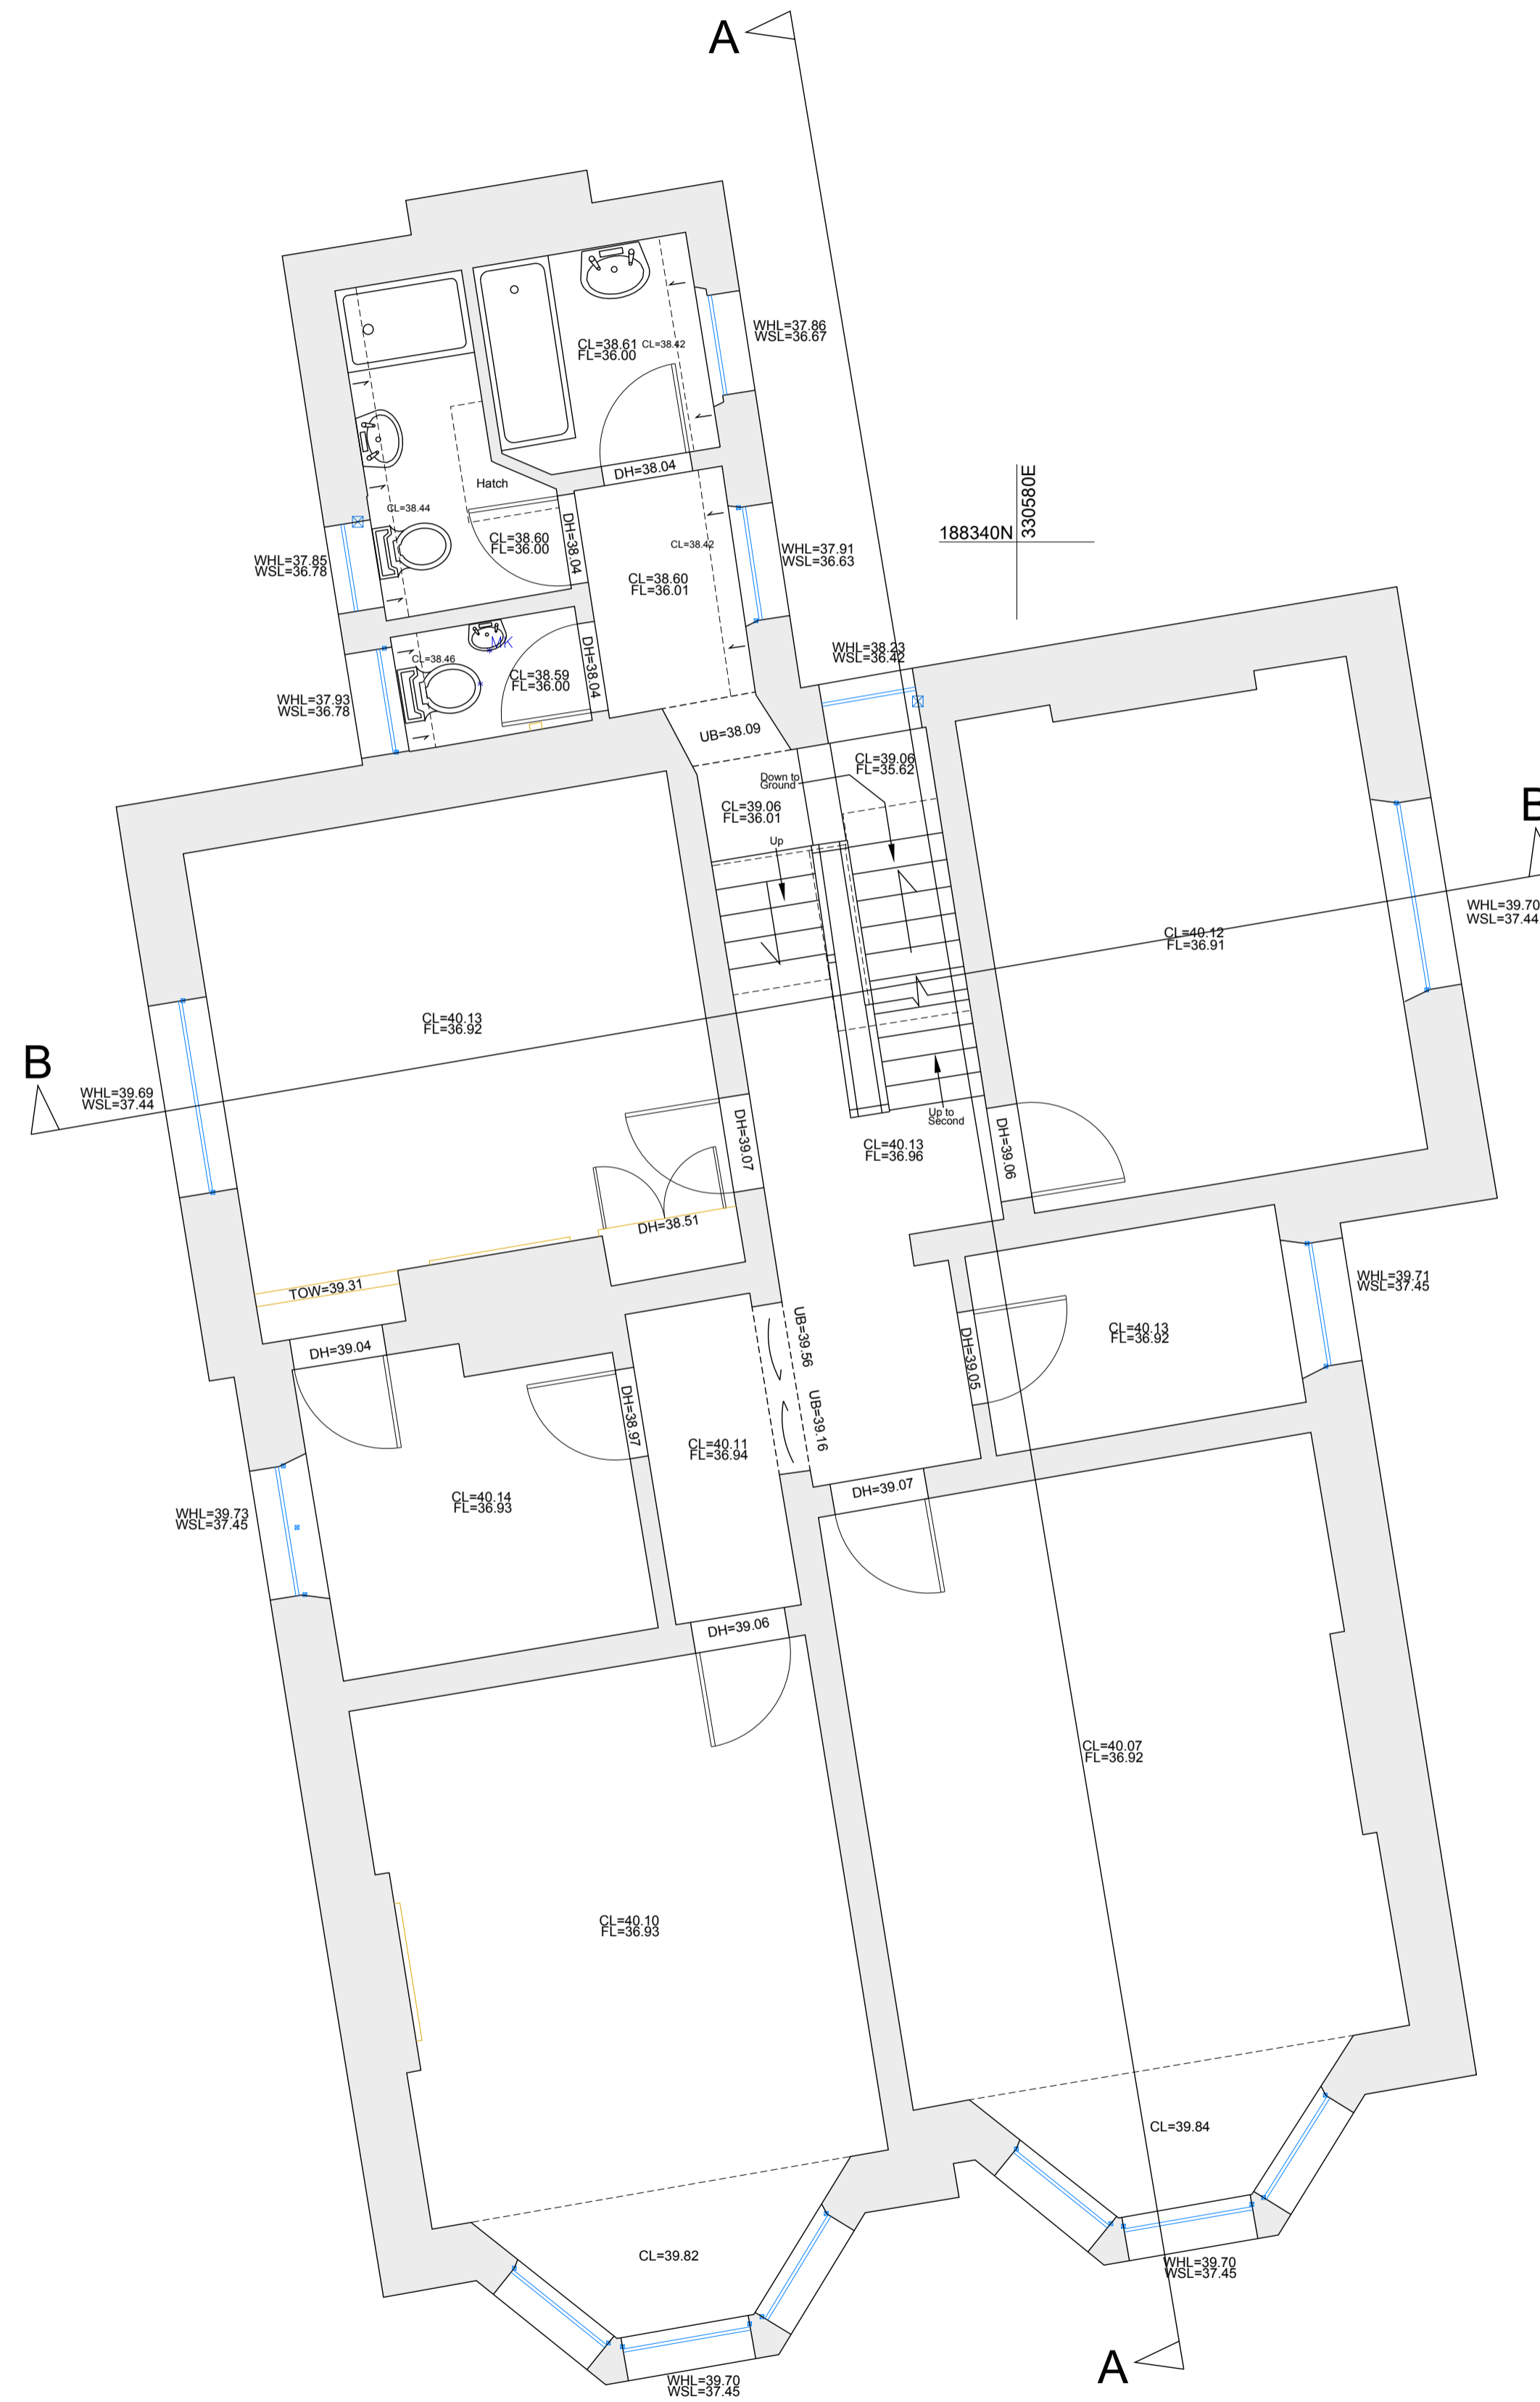 A
WHL=37.86
WSL=36.67
CL=38.61
FL=36.00
CL=38.42
DH=38.04
Hatch
CL=38.44
CL=38.60
FL=36.00
DH=38.04
CL=38.42
WHL=37.91
WSL=36.63
188340N
330580E
WHL=37.85
WSL=36.78
CL=38.60
FL=36.01
MK
CL=38.46
CL=38.59
FL=36.00
DH=38.04
WHL=37.93
WSL=36.78
WHL=38.23
WSL=36.42
UB=38.09
CL=39.06
FL=35.62
Down to
Ground
CL=39.06
FL=36.01
Up
B
WHL=39.70
WSL=37.44
CL=40.12
FL=36.91
CL=40.13
FL=36.92
B
WHL=39.69
WSL=37.44
DH=39.07
Up to
Second
CL=40.13
FL=36.96
DH=39.06
DH=38.51
TOW=39.31
DH=39.04
UB=39.56
UB=39.16
DH=39.05
CL=40.13
FL=36.92
WHL=39.71
WSL=37.45
DH=38.97
CL=40.11
FL=36.94
DH=39.07
CL=40.14
FL=36.93
WHL=39.73
WSL=37.45
DH=39.06
CL=40.07
FL=36.92
CL=40.10
FL=36.93
CL=39.84
CL=39.82
WHL=39.70
WSL=37.45
A
WHL=39.70
WSL=37.45